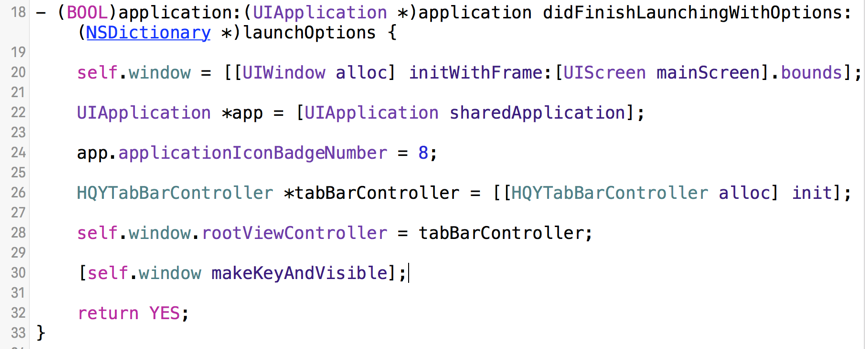 18 - (BOOL)application:(UIApplication *)application didFinishLaunchingWithOptions:
(NSDictionary *)launchOptions {
19
20 self.window = [[UIWindow alloc] initWithFrame:[UIScreen mainScreen].bounds];
21
22 UIApplication *app = [UIApplication sharedApplication];
23
24 app.applicationIconBadgeNumber = 8;
25
26 HQYTabBarController *tabBarController = [[HQYTabBarController alloc] init];
27
28 self.window.rootViewController = tabBarController;
29
30 [self.window makeKeyAndVisible];
31
32 return YES;
33 }